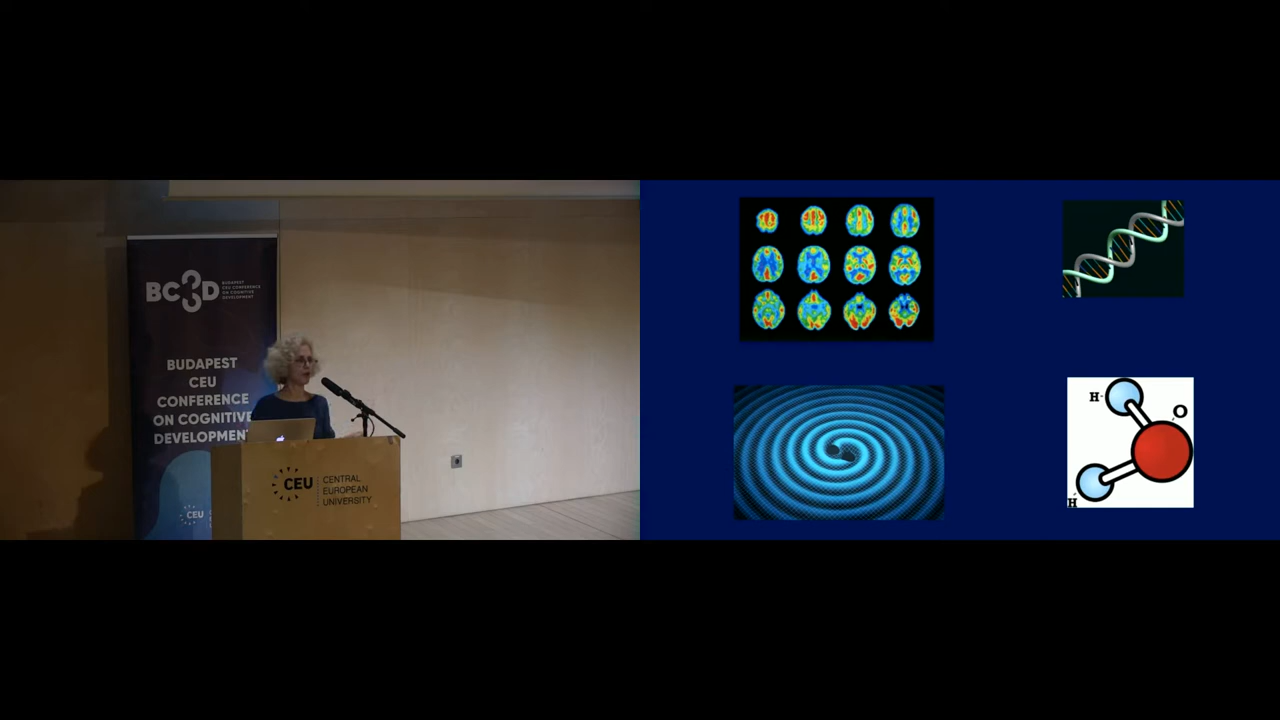 BC3D
BUDAPEST
CEU CONFERENCE
ON COGNITIVE
DEVELOPMENT
BUDAPEST
CEU
CONFERENCE
ON COGNITIVE
DEVELOPMENT
CEU
CEU
CENTRAL
EUROPEAN
UNIVERSITY
H
O
H